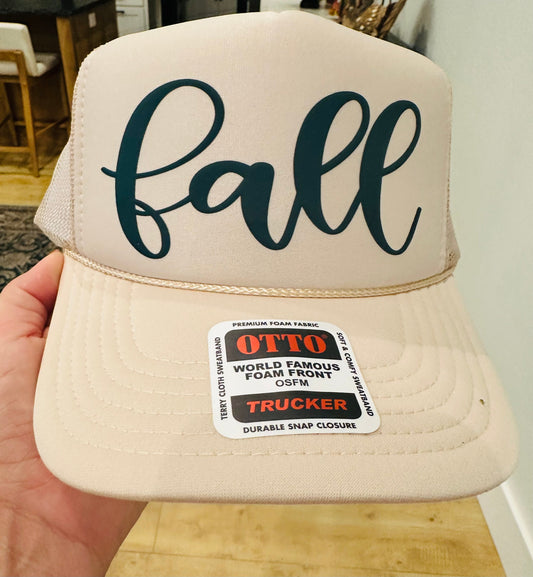 fall
PREMIUM FOAM FABRIC
TERRY CLOTH SWEATBAND
OTTO®
WORLD FAMOUS
FOAM FRONT
OSFM
TRUCKER
SOFT & COMFY SWEATBAND
DURABLE SNAP CLOSURE